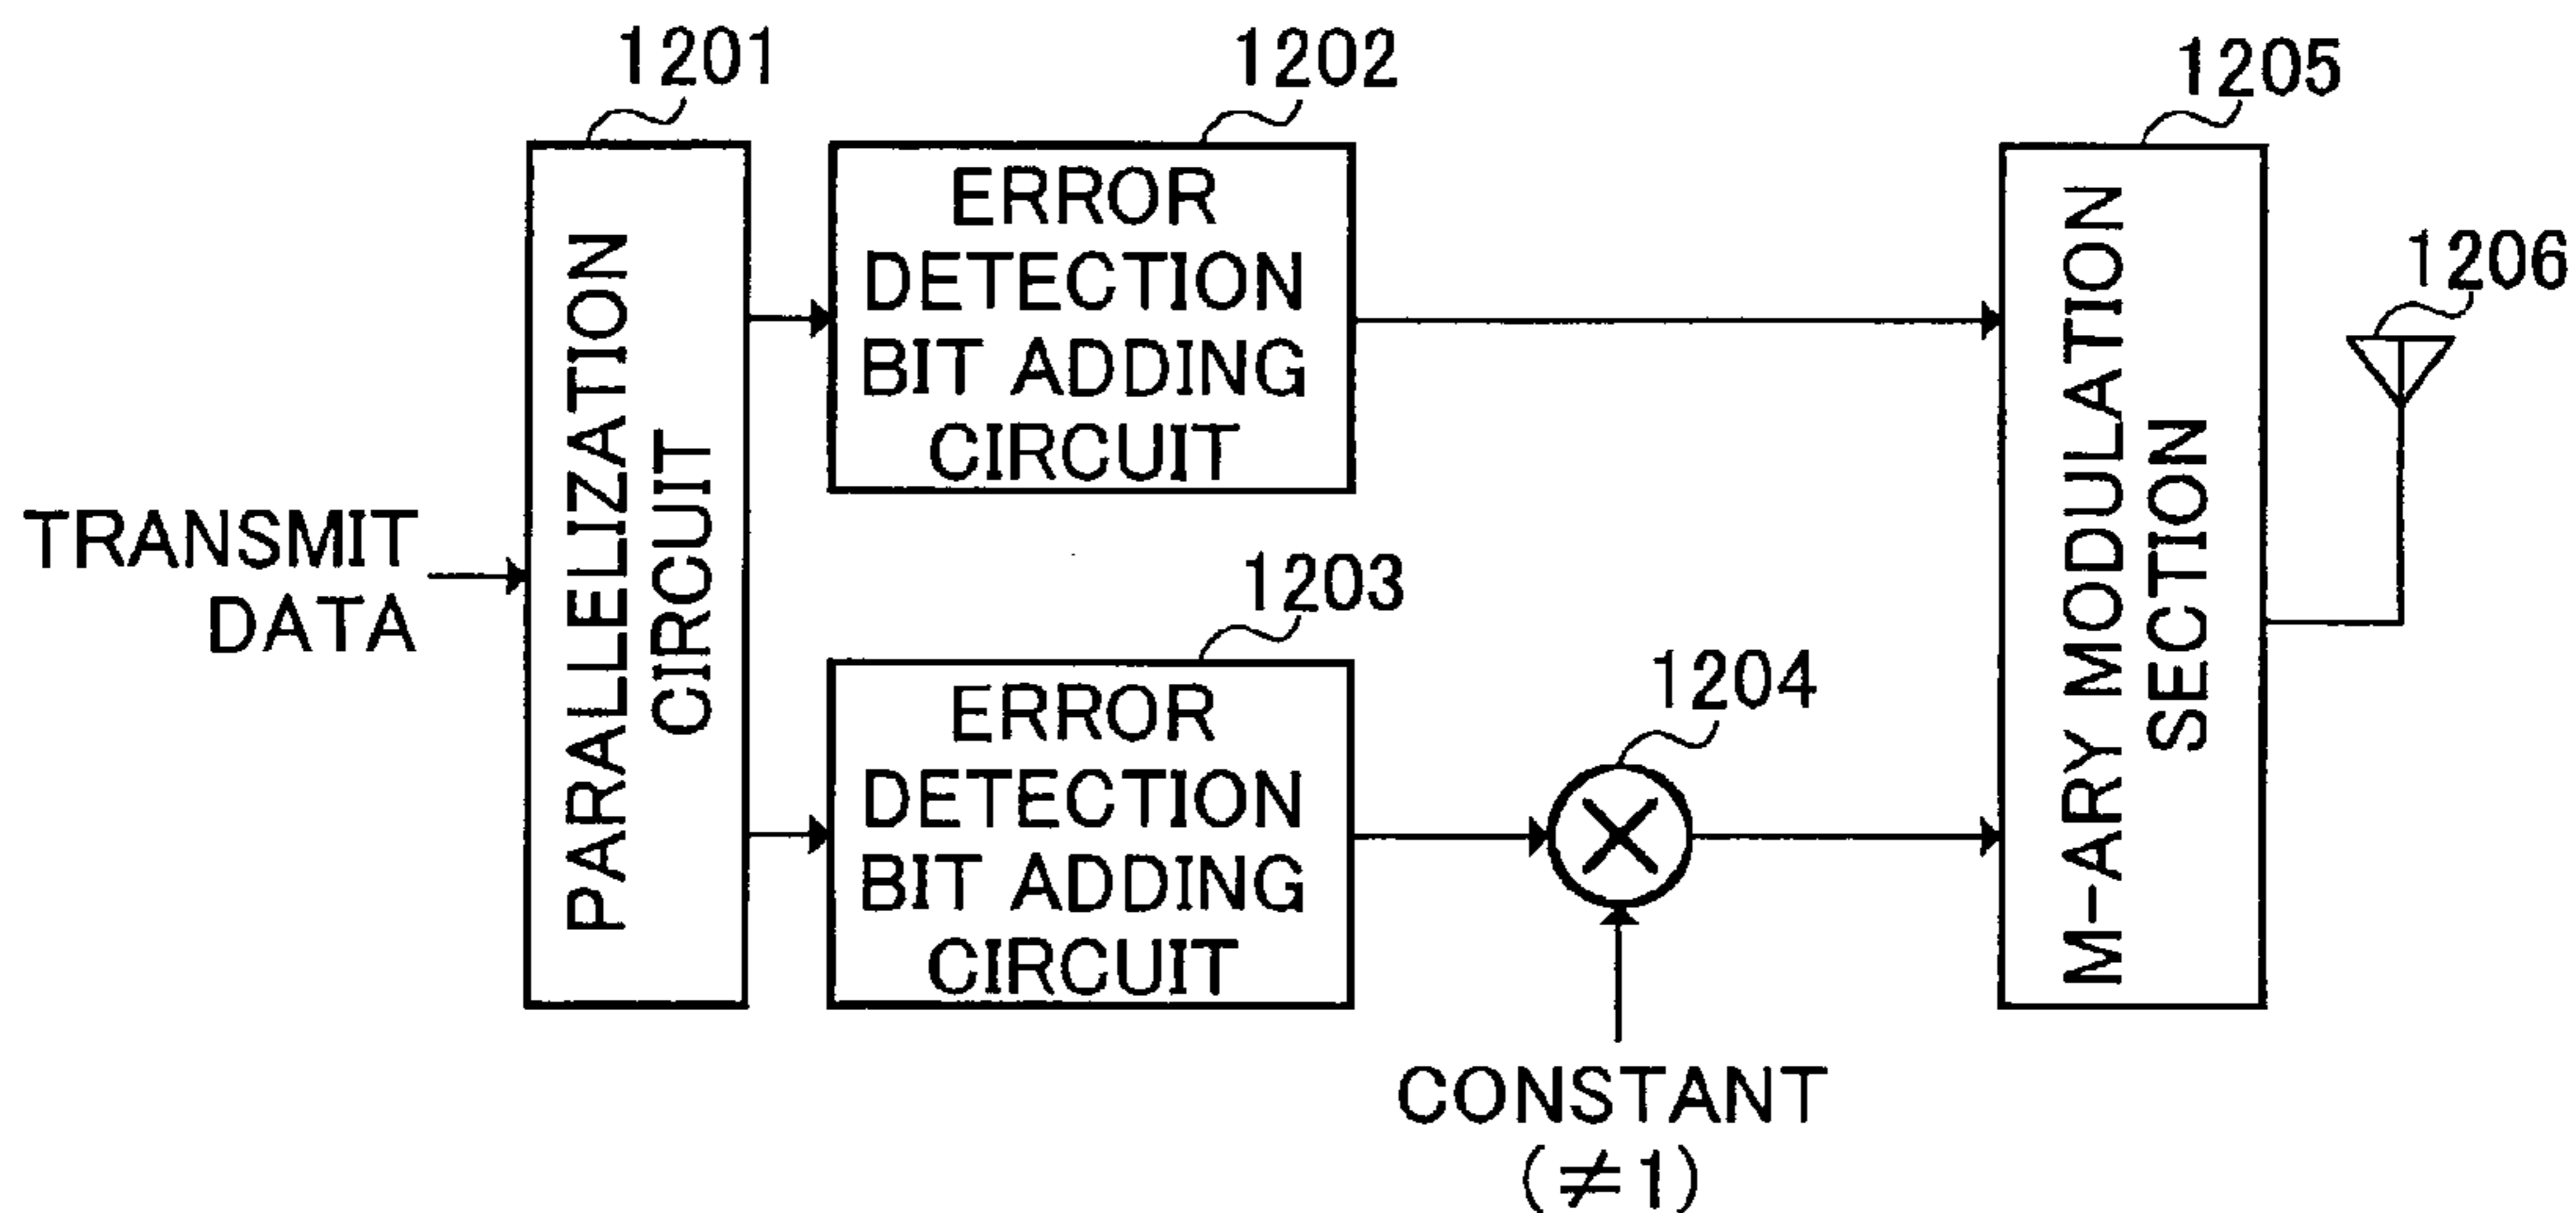 1201
1202
1205
1206
PARALLELIZATION
CIRCUIT
ERROR
DETECTION
BIT ADDING
CIRCUIT
M-ARY MODULATION
SECTION
TRANSMIT
DATA
1203
1204
ERROR
DETECTION
BIT ADDING
CIRCUIT
CONSTANT
(≠1)